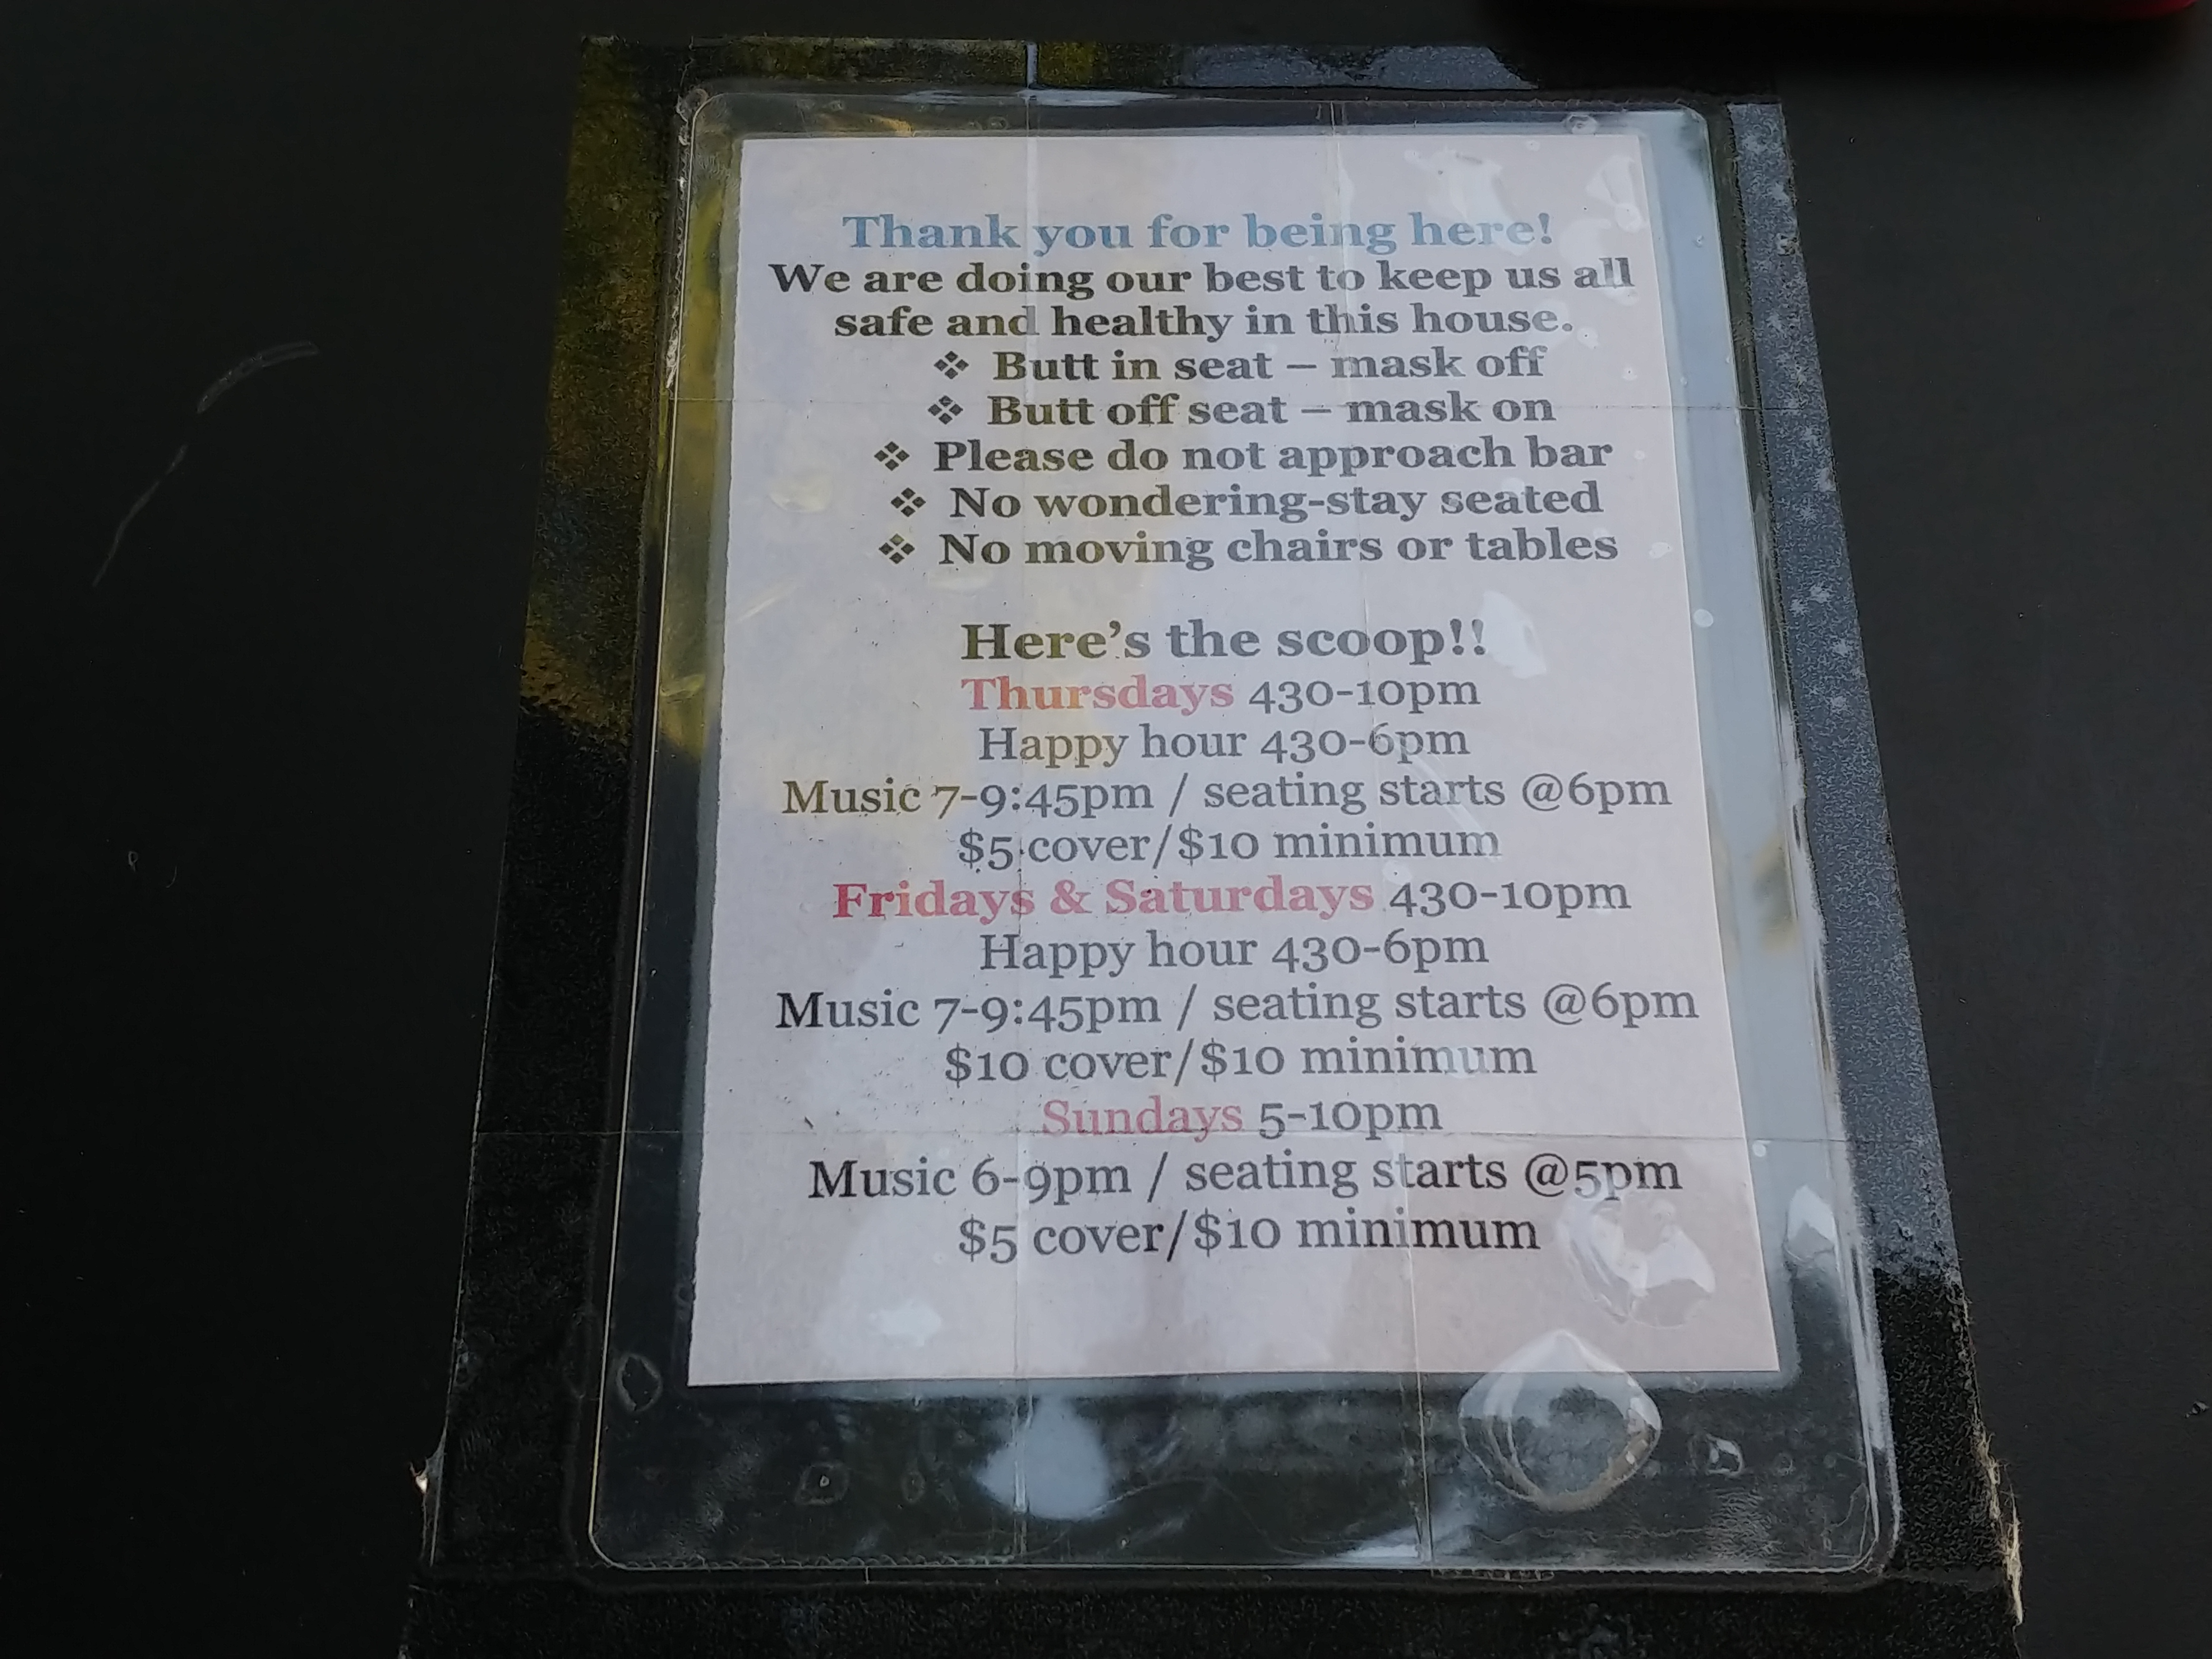 Thank you for being here!
We are doing our best to keep us all
safe and healthy in this house.
❖ Butt in seat – mask off
❖ Butt off seat – mask on
❖ Please do not approach bar
❖ No wondering-stay seated
❖ No moving chairs or tables
Here's the scoop!!
Thursdays 430-10pm
Happy hour 430-6pm
Music 7-9:45pm / seating starts @6pm
$5 cover/$10 minimum
Fridays & Saturdays 430-10pm
Happy hour 430-6pm
Music 7-9:45pm / seating starts @6pm
$10 cover/$10 minimum
Sundays 5-10pm
Music 6-9pm / seating starts @5pm
$5 cover/$10 minimum